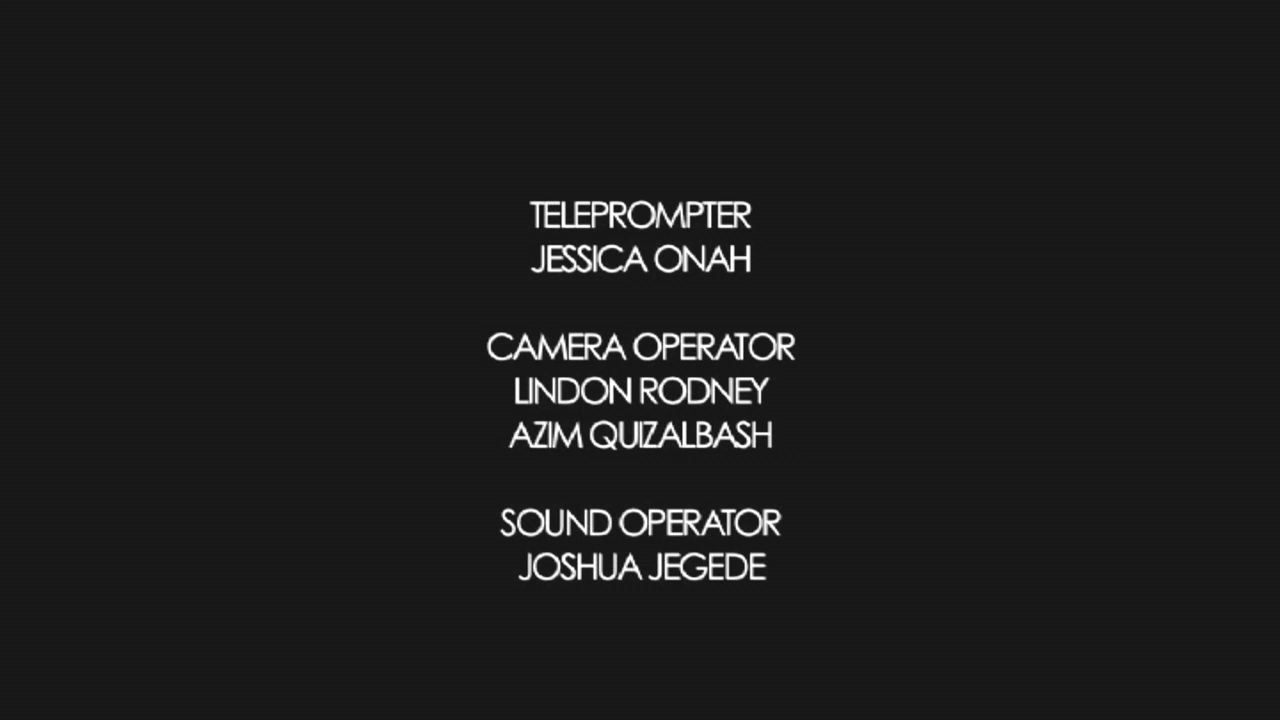 TELEPROMPTER
JESSICA ONAH
CAMERA OPERATOR
LINDON RODNEY
AZIM QUIZALBASH
SOUND OPERATOR
JOSHUA JEGEDE